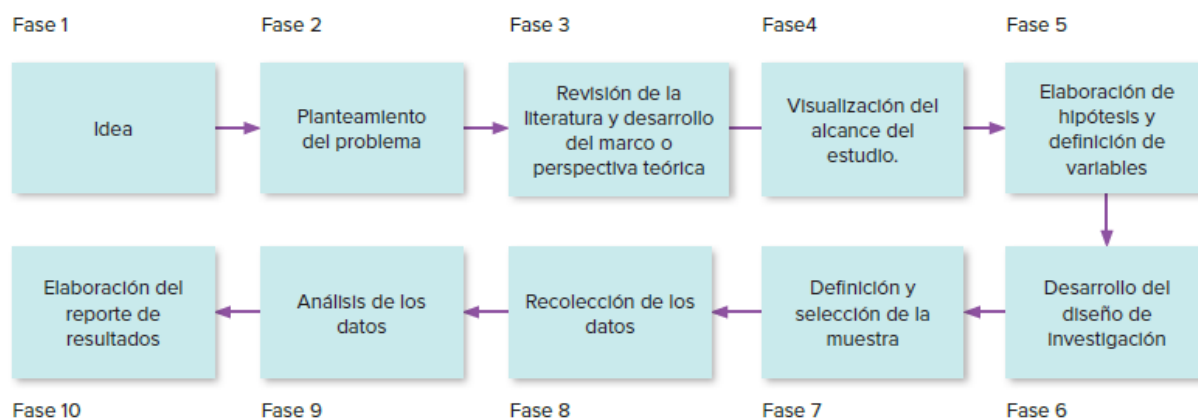 Fase 1
Fase 2
Fase 3
Fase4
Fase 5
Idea
Planteamiento
del problema
Revisión de la
literatura y desarrollo
del marco o
perspectiva teórica
Visualización del
alcance del
estudio.
Elaboración de
hipótesis y
definición de
variables
Desarrollo del
diseño de
investigación
Definición y
selección de la
muestra
Recolección de los
datos
Análisis de los
datos
Elaboración del
reporte de
resultados
Fase 10
Fase 9
Fase 8
Fase 7
Fase 6